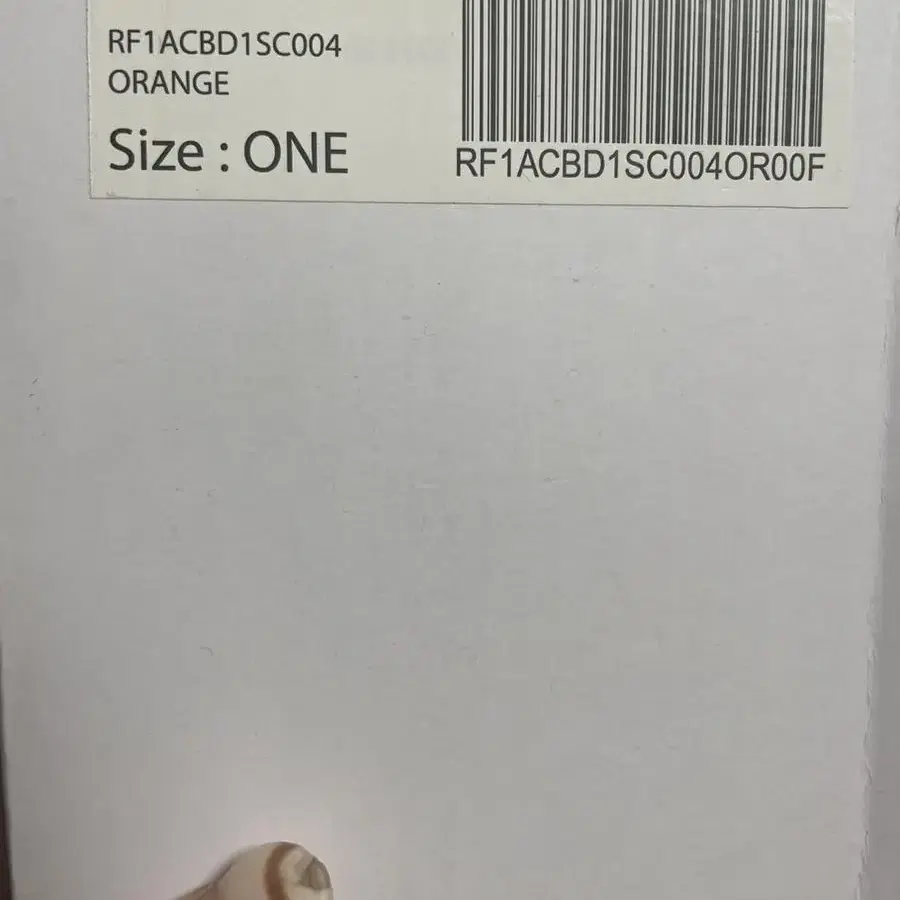 RF1ACBD1SC004
ORANGE
Size : ONE
RF1ACBD1SC004OR00F